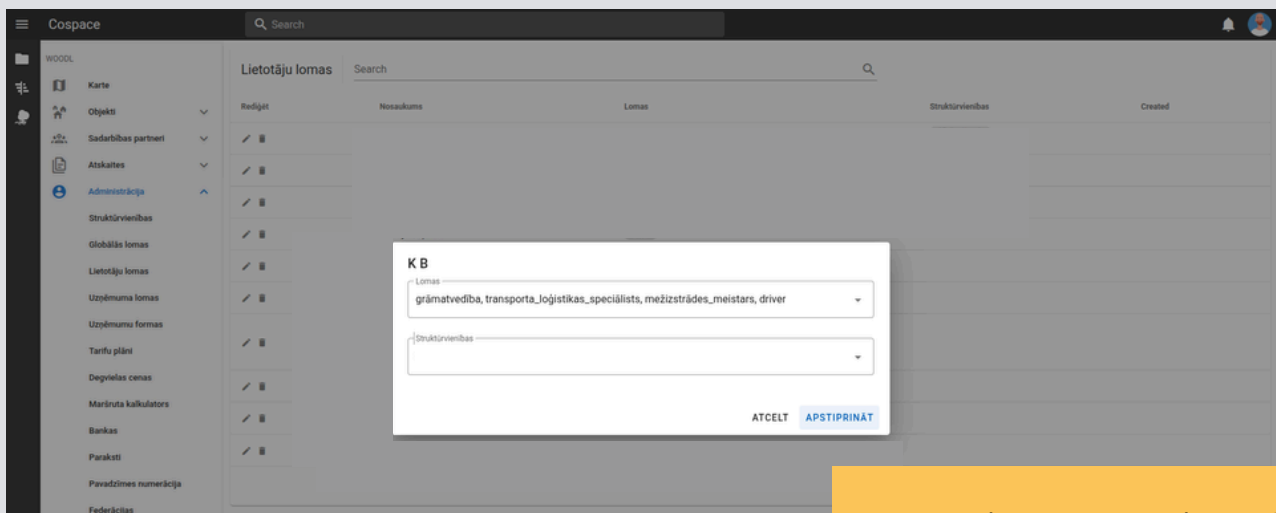 Cospace
Search
WOODL
Karte
Objekti
Sadarbības partneri
Atskaites
Administrācija
Struktūrvienības
Globālās lomas
Lietotāju lomas
Uzņēmuma lomas
Uzņēmumu formas
Tarifu plāni
Degvielas cenas
Maršruta kalkulators
Bankas
Paraksti
Pavadzīmes numerācija
Federācijas
Lietotāju lomas Search
Rediģēt Nosaukums Lomas Struktūrvienības Created
K B
Lomas
grāmatvedība, transporta_loģistikas_speciālists, mežizstrādes_meistars, driver
Struktūrvienības
ATCELT APSTIPRINĀT